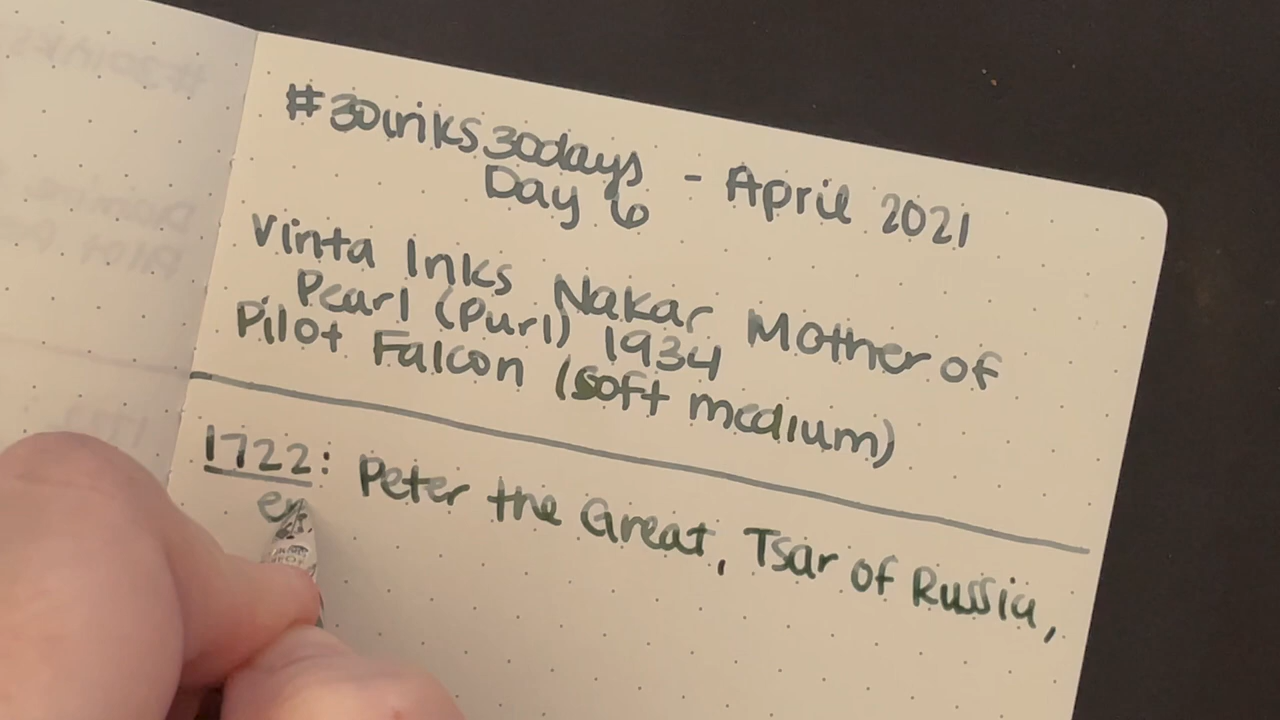 #30inks30days - April 2021
Day 6
Vinta Inks Nakar Mother of
Pearl (Purl) 1934
Pilot Falcon (soft medium)
1722: Peter the Great, Tsar of Russia,